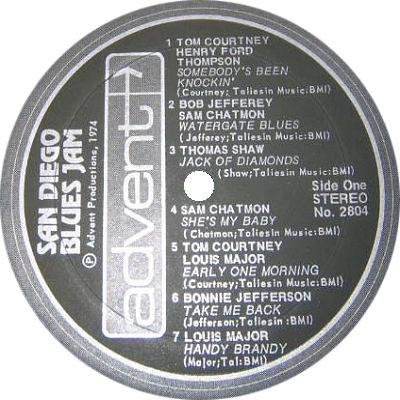 SAN DIEGO
BLUES JAM
Ⓟ Advent Productions, 1974
advent
1 TOM COURTNEY
HENRY FORD
THOMPSON
SOMEBODY'S BEEN
KNOCKIN'
(Courtney; Taliesin Music:BMI)
2 BOB JEFFEREY
SAM CHATMON
WATERGATE BLUES
(Jefferey;Taliesin Music:BMI)
3 THOMAS SHAW
JACK OF DIAMONDS
(Shaw;Taliesin Music:BMI)
Side One
STEREO
No. 2804
4 SAM CHATMON
SHE'S MY BABY
(Chatmon;Taliesin Music:BMI)
5 TOM COURTNEY
LOUIS MAJOR
EARLY ONE MORNING
(Courtney;Taliesin Music:BMI)
6 BONNIE JEFFERSON
TAKE ME BACK
(Jefferson;Taliesin:BMI)
7 LOUIS MAJOR
HANDY BRANDY
(Major;Tal:BMI)